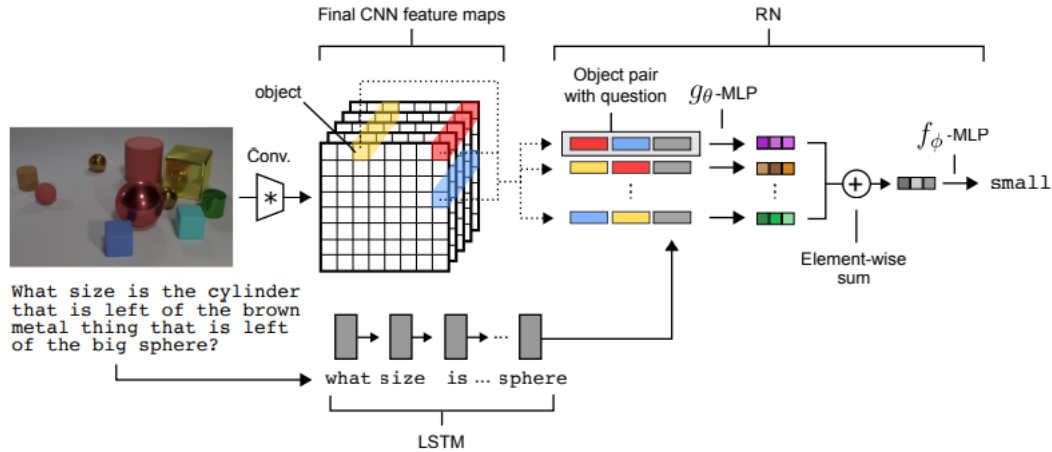 Final CNN feature maps
RN
object
Object pair
with question
gθ-MLP
fϕ-MLP
Conv.
*
small
Element-wise
sum
What size is the cylinder
that is left of the brown
metal thing that is left
of the big sphere?
...
what size is ... sphere
LSTM